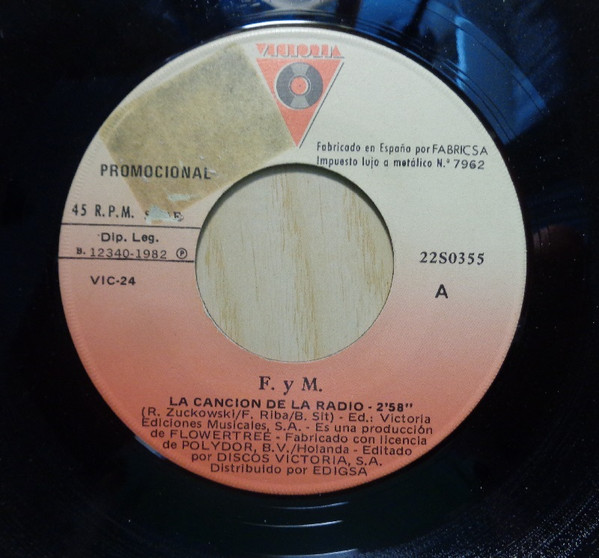 VICTORIA
Fabricado en España por FABRICSA
Impuesto lujo a metálico N.º 7962
PROMOCIONAL
45 R.P.M.
Dip. Leg.
B. 12340-1982 Ⓟ
VIC-24
22S0355
A
F. y M.
LA CANCION DE LA RADIO - 2'58"
(R. Zuckowski/F. Riba/B. Sit) - Ed.: Victoria
Ediciones Musicales, S.A. - Es una producción
de FLOWERTREE - Fabricado con licencia
de POLYDOR, B.V./Holanda - Editado
por DISCOS VICTORIA, S.A.
Distribuido por EDIGSA